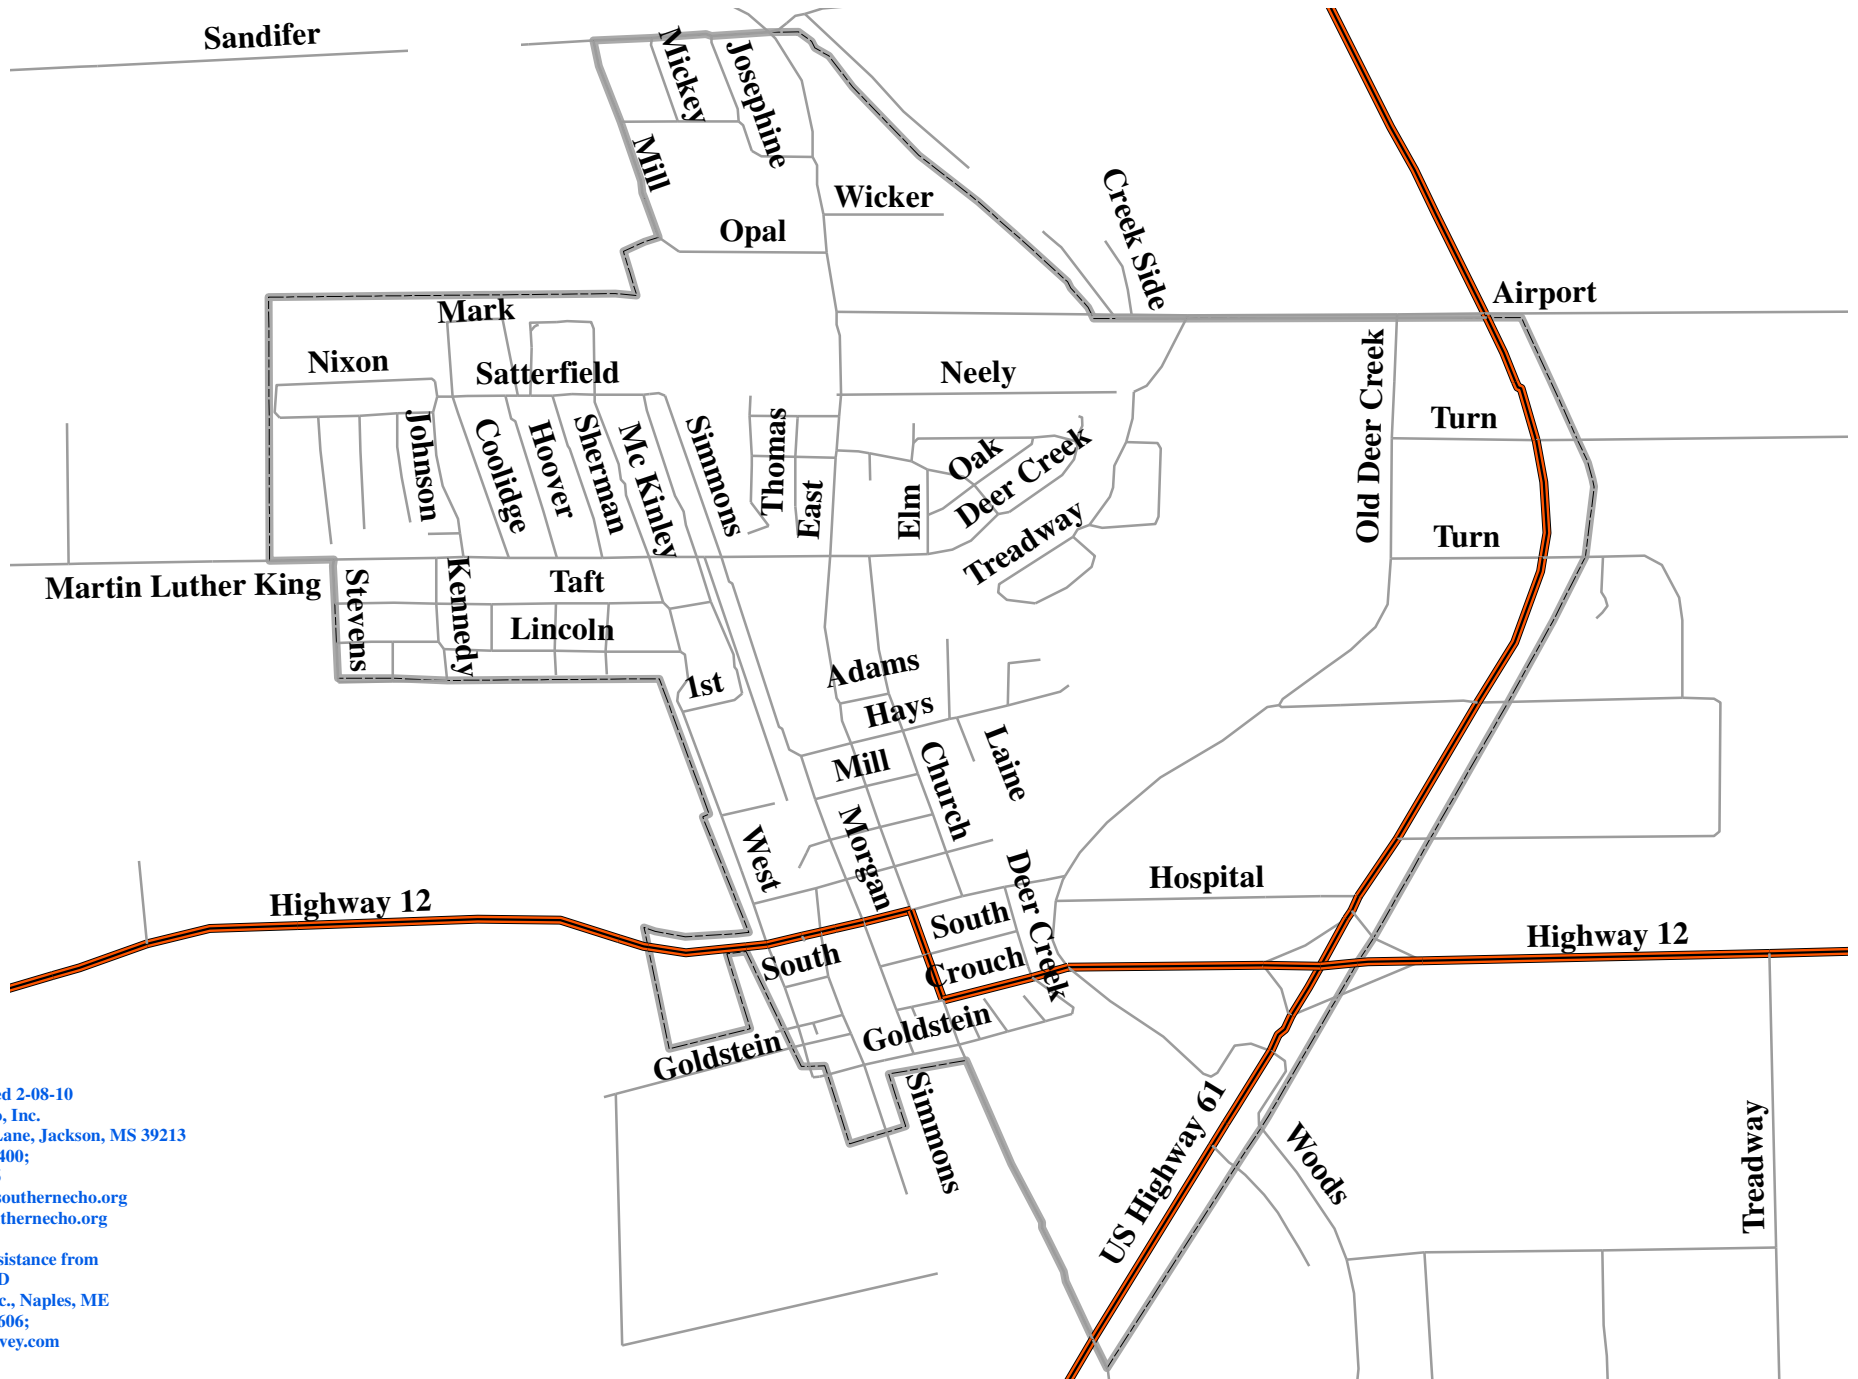 Sandifer
Mickey
Josephine
Mill
Wicker
Opal
Creek Side
Airport
Mark
Nixon
Satterfield
Neely
Old Deer Creek
Turn
Johnson
Coolidge
Hoover
Sherman
Mc Kinley
Simmons
Thomas
East
Elm
Oak
Deer Creek
Treadway
Turn
Martin Luther King
Stevens
Kennedy
Taft
Lincoln
1st
Adams
Hays
Mill
Church
Laine
West
Morgan
Deer Creek
Hospital
Highway 12
South
Highway 12
South
Crouch
Goldstein
Goldstein
Simmons
US Highway 61
Woods
Treadway
ed 2-08-10
o, Inc.
Lane, Jackson, MS 39213
400;
southernecho.org
thernecho.org
sistance from
D
c., Naples, ME
606;
vey.com